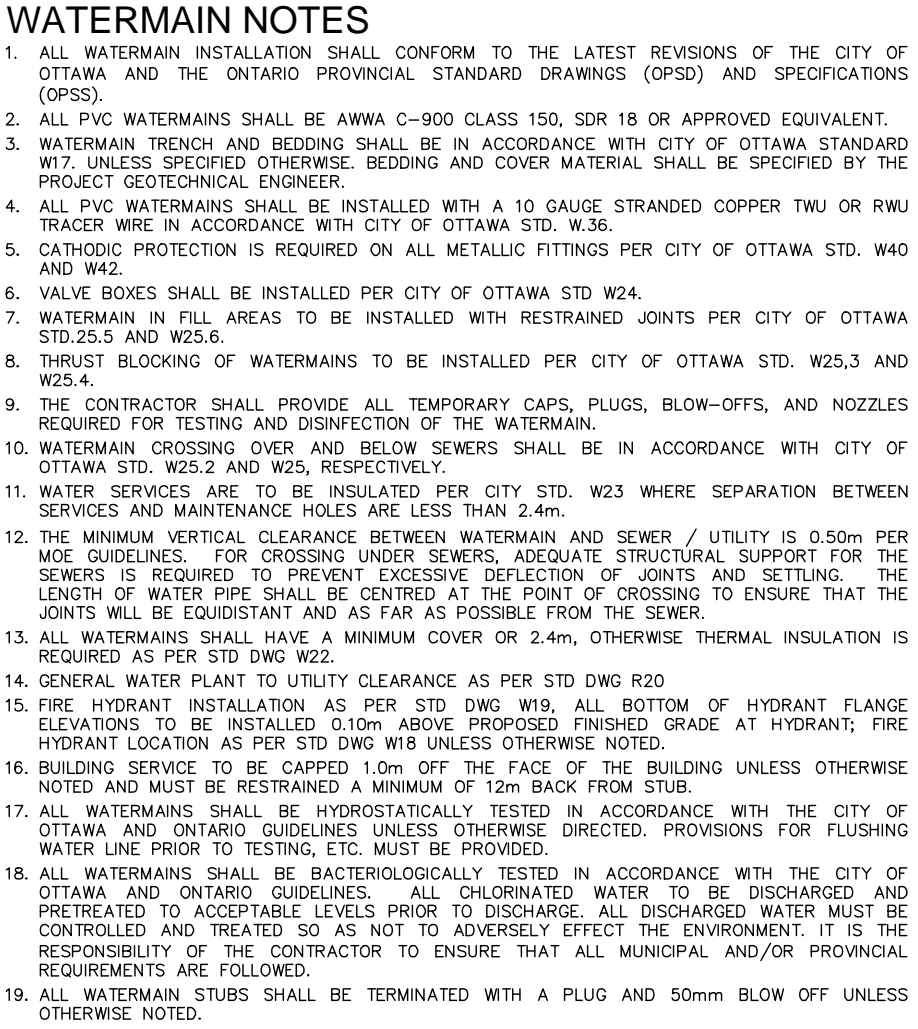 WATERMAIN NOTES
1. ALL WATERMAIN INSTALLATION SHALL CONFORM TO THE LATEST REVISIONS OF THE CITY OF
OTTAWA AND THE ONTARIO PROVINCIAL STANDARD DRAWINGS (OPSD) AND SPECIFICATIONS
(OPSS).
2. ALL PVC WATERMAINS SHALL BE AWWA C-900 CLASS 150, SDR 18 OR APPROVED EQUIVALENT.
3. WATERMAIN TRENCH AND BEDDING SHALL BE IN ACCORDANCE WITH CITY OF OTTAWA STANDARD
W17. UNLESS SPECIFIED OTHERWISE. BEDDING AND COVER MATERIAL SHALL BE SPECIFIED BY THE
PROJECT GEOTECHNICAL ENGINEER.
4. ALL PVC WATERMAINS SHALL BE INSTALLED WITH A 10 GAUGE STRANDED COPPER TWU OR RWU
TRACER WIRE IN ACCORDANCE WITH CITY OF OTTAWA STD. W.36.
5. CATHODIC PROTECTION IS REQUIRED ON ALL METALLIC FITTINGS PER CITY OF OTTAWA STD. W40
AND W42.
6. VALVE BOXES SHALL BE INSTALLED PER CITY OF OTTAWA STD W24.
7. WATERMAIN IN FILL AREAS TO BE INSTALLED WITH RESTRAINED JOINTS PER CITY OF OTTAWA
STD.25.5 AND W25.6.
8. THRUST BLOCKING OF WATERMAINS TO BE INSTALLED PER CITY OF OTTAWA STD. W25,3 AND
W25.4.
9. THE CONTRACTOR SHALL PROVIDE ALL TEMPORARY CAPS, PLUGS, BLOW-OFFS, AND NOZZLES
REQUIRED FOR TESTING AND DISINFECTION OF THE WATERMAIN.
10. WATERMAIN CROSSING OVER AND BELOW SEWERS SHALL BE IN ACCORDANCE WITH CITY OF
OTTAWA STD. W25.2 AND W25, RESPECTIVELY.
11. WATER SERVICES ARE TO BE INSULATED PER CITY STD. W23 WHERE SEPARATION BETWEEN
SERVICES AND MAINTENANCE HOLES ARE LESS THAN 2.4m.
12. THE MINIMUM VERTICAL CLEARANCE BETWEEN WATERMAIN AND SEWER / UTILITY IS 0.50m PER
MOE GUIDELINES. FOR CROSSING UNDER SEWERS, ADEQUATE STRUCTURAL SUPPORT FOR THE
SEWERS IS REQUIRED TO PREVENT EXCESSIVE DEFLECTION OF JOINTS AND SETTLING. THE
LENGTH OF WATER PIPE SHALL BE CENTRED AT THE POINT OF CROSSING TO ENSURE THAT THE
JOINTS WILL BE EQUIDISTANT AND AS FAR AS POSSIBLE FROM THE SEWER.
13. ALL WATERMAINS SHALL HAVE A MINIMUM COVER OR 2.4m, OTHERWISE THERMAL INSULATION IS
REQUIRED AS PER STD DWG W22.
14. GENERAL WATER PLANT TO UTILITY CLEARANCE AS PER STD DWG R20
15. FIRE HYDRANT INSTALLATION AS PER STD DWG W19, ALL BOTTOM OF HYDRANT FLANGE
ELEVATIONS TO BE INSTALLED 0.10m ABOVE PROPOSED FINISHED GRADE AT HYDRANT; FIRE
HYDRANT LOCATION AS PER STD DWG W18 UNLESS OTHERWISE NOTED.
16. BUILDING SERVICE TO BE CAPPED 1.0m OFF THE FACE OF THE BUILDING UNLESS OTHERWISE
NOTED AND MUST BE RESTRAINED A MINIMUM OF 12m BACK FROM STUB.
17. ALL WATERMAINS SHALL BE HYDROSTATICALLY TESTED IN ACCORDANCE WITH THE CITY OF
OTTAWA AND ONTARIO GUIDELINES UNLESS OTHERWISE DIRECTED. PROVISIONS FOR FLUSHING
WATER LINE PRIOR TO TESTING, ETC. MUST BE PROVIDED.
18. ALL WATERMAINS SHALL BE BACTERIOLOGICALLY TESTED IN ACCORDANCE WITH THE CITY OF
OTTAWA AND ONTARIO GUIDELINES. ALL CHLORINATED WATER TO BE DISCHARGED AND
PRETREATED TO ACCEPTABLE LEVELS PRIOR TO DISCHARGE. ALL DISCHARGED WATER MUST BE
CONTROLLED AND TREATED SO AS NOT TO ADVERSELY EFFECT THE ENVIRONMENT. IT IS THE
RESPONSIBILITY OF THE CONTRACTOR TO ENSURE THAT ALL MUNICIPAL AND/OR PROVINCIAL
REQUIREMENTS ARE FOLLOWED.
19. ALL WATERMAIN STUBS SHALL BE TERMINATED WITH A PLUG AND 50mm BLOW OFF UNLESS
OTHERWISE NOTED.